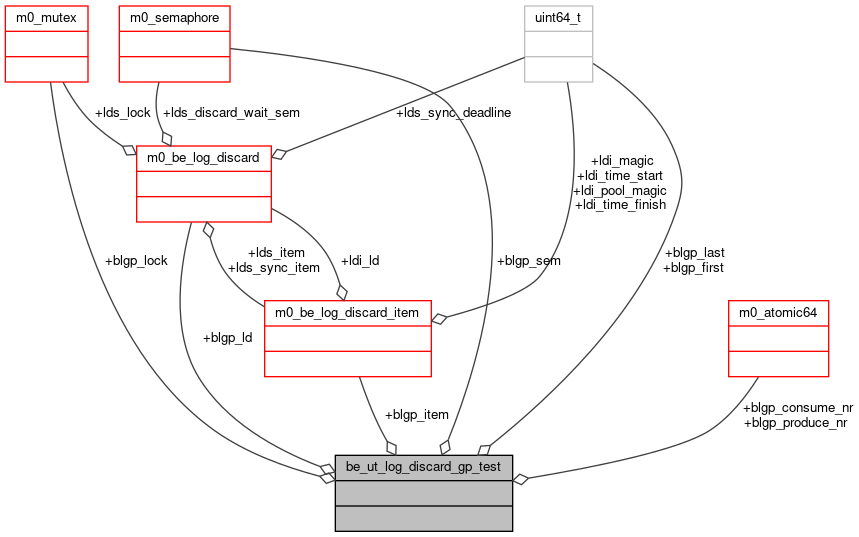 m0_mutex
m0_semaphore
uint64_t
+lds_lock
+lds_discard_wait_sem
+lds_sync_deadline
m0_be_log_discard
+ldi_magic
+ldi_time_start
+ldi_pool_magic
+ldi_time_finish
+blgp_lock
+lds_item
+lds_sync_item
+ldi_ld
+blgp_sem
+blgp_last
+blgp_first
m0_be_log_discard_item
m0_atomic64
+blgp_ld
+blgp_item
+blgp_consume_nr
+blgp_produce_nr
be_ut_log_discard_gp_test